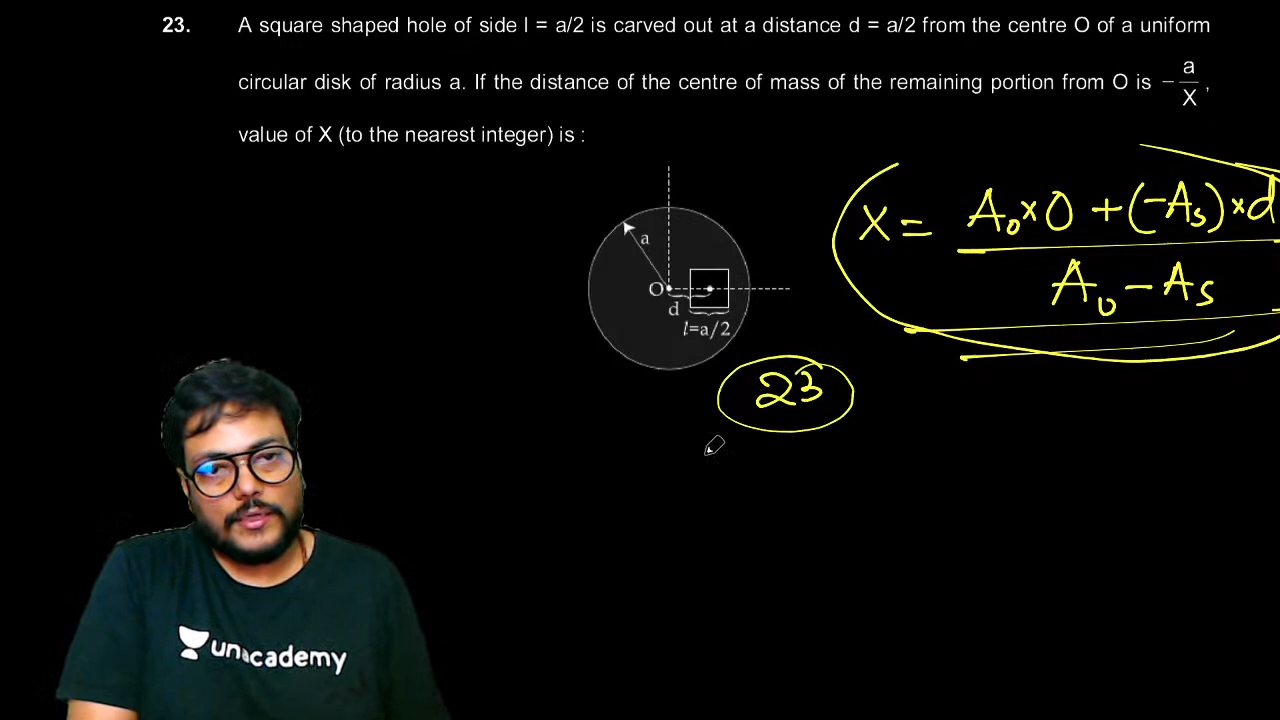 23. A square shaped hole of side l = a/2 is carved out at a distance d = a/2 from the centre O of a uniform
circular disk of radius a. If the distance of the centre of mass of the remaining portion from O is −a/X,
value of X (to the nearest integer) is :
X = A₀×0 + (−Aₛ)×d
A₀ − Aₛ
a
O
d
l=a/2
23
unacademy